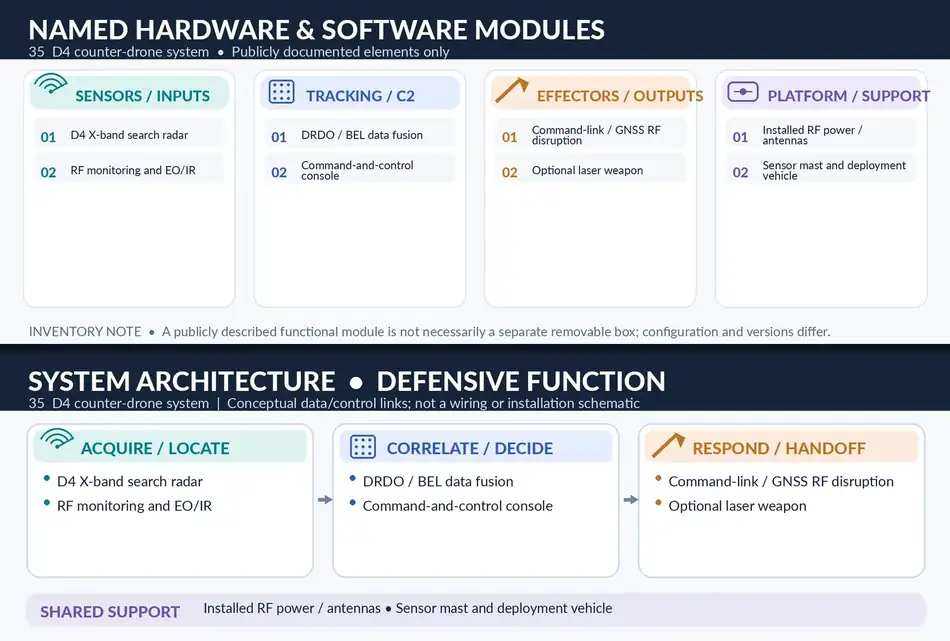 NAMED HARDWARE & SOFTWARE MODULES
35 D4 counter-drone system • Publicly documented elements only
SENSORS / INPUTS
01 D4 X-band search radar
02 RF monitoring and EO/IR
TRACKING / C2
01 DRDO / BEL data fusion
02 Command-and-control
console
EFFECTORS / OUTPUTS
01 Command-link / GNSS RF
disruption
02 Optional laser weapon
PLATFORM / SUPPORT
01 Installed RF power /
antennas
02 Sensor mast and deployment
vehicle
INVENTORY NOTE • A publicly described functional module is not necessarily a separate removable box; configuration and versions differ.
SYSTEM ARCHITECTURE • DEFENSIVE FUNCTION
35 D4 counter-drone system | Conceptual data/control links; not a wiring or installation schematic
ACQUIRE / LOCATE
• D4 X-band search radar
• RF monitoring and EO/IR
CORRELATE / DECIDE
• DRDO / BEL data fusion
• Command-and-control console
RESPOND / HANDOFF
• Command-link / GNSS RF disruption
• Optional laser weapon
SHARED SUPPORT Installed RF power / antennas • Sensor mast and deployment vehicle